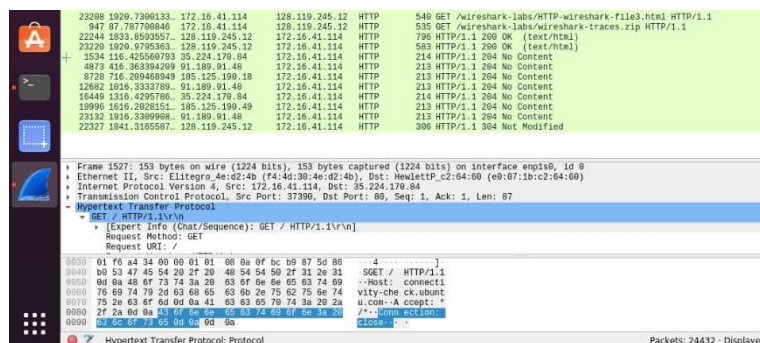 23208 1920.7300133… 172.16.41.114 128.119.245.12 HTTP 540 GET /wireshark-labs/HTTP-wireshark-file3.html HTTP/1.1
947 87.787700846 172.16.41.114 128.119.245.12 HTTP 535 GET /wireshark-labs/wireshark-traces.zip HTTP/1.1
22244 1833.8593557… 128.119.245.12 172.16.41.114 HTTP 796 HTTP/1.1 200 OK (text/html)
23220 1920.9795363… 128.119.245.12 172.16.41.114 HTTP 583 HTTP/1.1 200 OK (text/html)
1534 116.425560793 35.224.170.84 172.16.41.114 HTTP 214 HTTP/1.1 204 No Content
4873 416.363394209 91.189.91.48 172.16.41.114 HTTP 213 HTTP/1.1 204 No Content
8728 716.209468949 185.125.190.18 172.16.41.114 HTTP 213 HTTP/1.1 204 No Content
12682 1016.3333789… 91.189.91.48 172.16.41.114 HTTP 213 HTTP/1.1 204 No Content
16449 1316.4295786… 35.224.170.84 172.16.41.114 HTTP 214 HTTP/1.1 204 No Content
19996 1616.2028151… 185.125.190.49 172.16.41.114 HTTP 213 HTTP/1.1 204 No Content
23132 1916.3309908… 91.189.91.48 172.16.41.114 HTTP 213 HTTP/1.1 204 No Content
22327 1841.3165587… 128.119.245.12 172.16.41.114 HTTP 306 HTTP/1.1 304 Not Modified
Frame 1527: 153 bytes on wire (1224 bits), 153 bytes captured (1224 bits) on interface enp1s0, id 0
Ethernet II, Src: Elitegro_4e:d2:4b (f4:4d:30:4e:d2:4b), Dst: HewlettP_c2:64:60 (e0:07:1b:c2:64:60)
Internet Protocol Version 4, Src: 172.16.41.114, Dst: 35.224.170.84
Transmission Control Protocol, Src Port: 37390, Dst Port: 80, Seq: 1, Ack: 1, Len: 87
Hypertext Transfer Protocol
GET / HTTP/1.1\r\n
[Expert Info (Chat/Sequence): GET / HTTP/1.1\r\n]
Request Method: GET
Request URI: /
0030 01 f6 a4 34 00 00 01 01 08 0a 0f bc b9 87 5d 86 ···4···· ······]·
0040 b0 53 47 45 54 20 2f 20 48 54 54 50 2f 31 2e 31 ·SGET / HTTP/1.1
0050 0d 0a 48 6f 73 74 3a 20 63 6f 6e 6e 65 63 74 69 ··Host: connecti
0060 76 69 74 79 2d 63 68 65 63 6b 2e 75 62 75 6e 74 vity-che ck.ubunt
0070 75 2e 63 6f 6d 0d 0a 41 63 63 65 70 74 3a 20 2a u.com··A ccept: *
0080 2f 2a 0d 0a 43 6f 6e 6e 65 63 74 69 6f 6e 3a 20 /*··Conn ection:
0090 63 6c 6f 73 65 0d 0a 0d 0a close··· ·
Hypertext Transfer Protocol: Protocol Packets: 24432 · Displaye